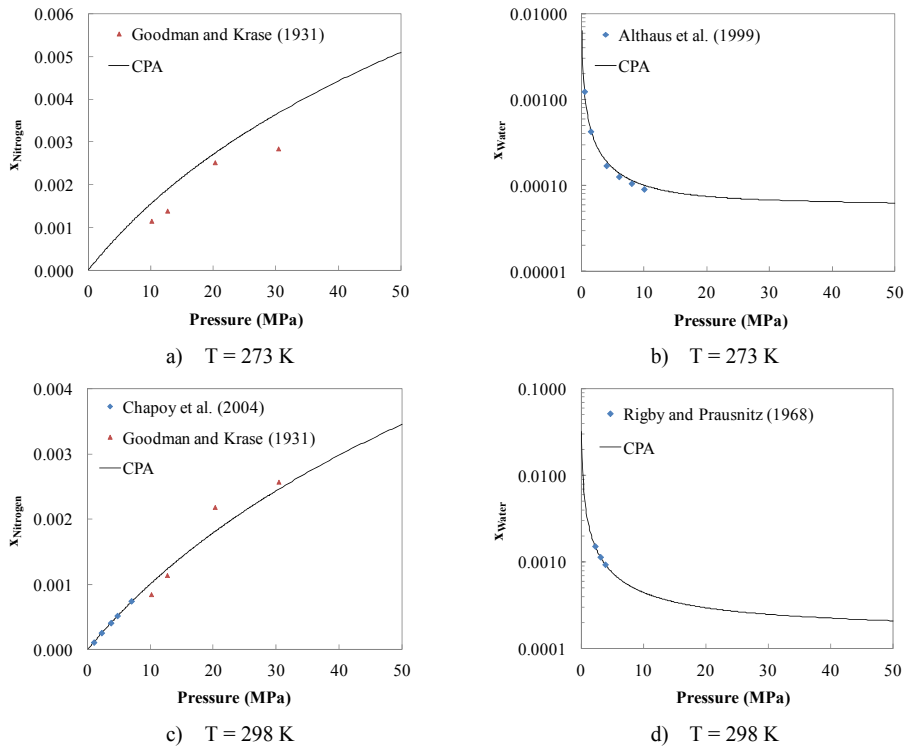 0.006
0.005
0.004
0.003
0.002
0.001
0.000
x Nitrogen
Goodman and Krase (1931)
CPA
0 10 20 30 40 50
Pressure (MPa)
a) T = 273 K
0.01000
0.00100
0.00010
0.00001
x Water
Althaus et al. (1999)
CPA
0 10 20 30 40 50
Pressure (MPa)
b) T = 273 K
0.004
0.003
0.002
0.001
0.000
x Nitrogen
Chapoy et al. (2004)
Goodman and Krase (1931)
CPA
0 10 20 30 40 50
Pressure (MPa)
c) T = 298 K
0.1000
0.0100
0.0010
0.0001
x Water
Rigby and Prausnitz (1968)
CPA
0 10 20 30 40 50
Pressure (MPa)
d) T = 298 K